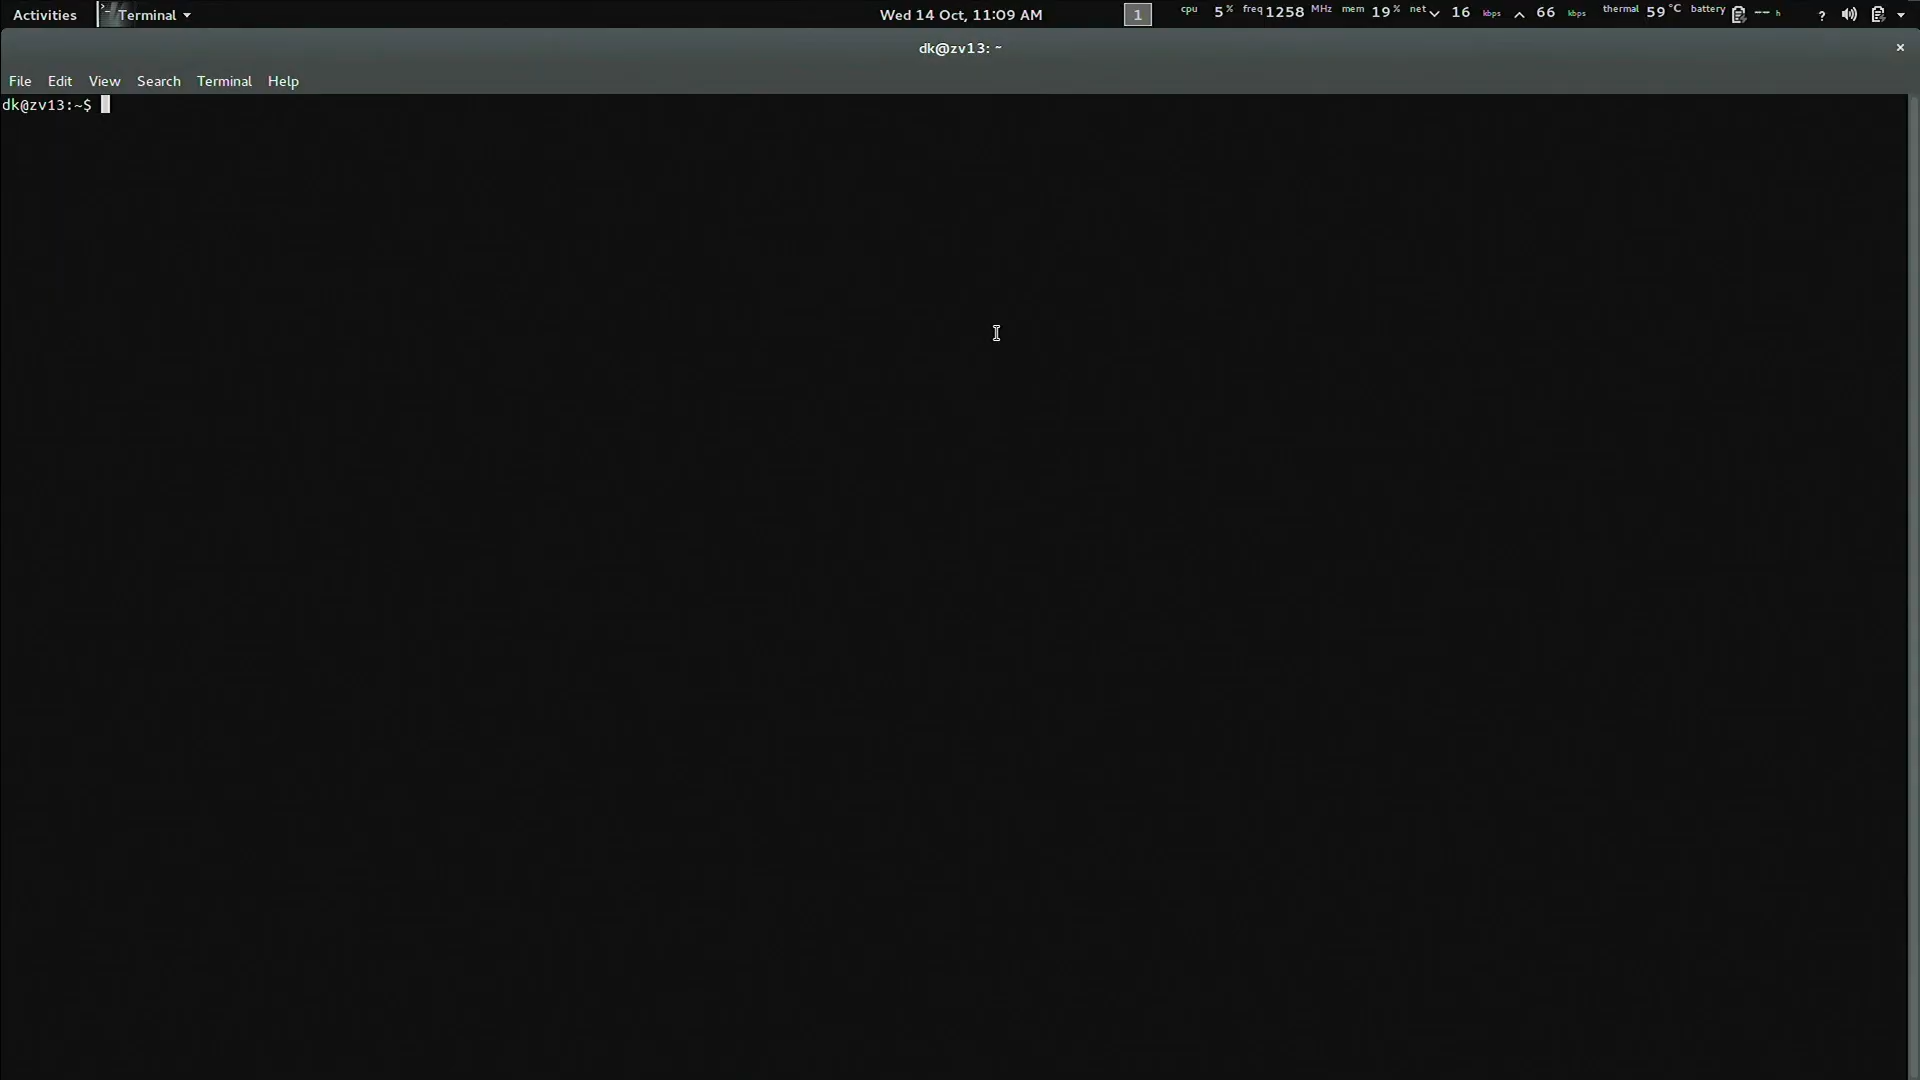 Activities Terminal Wed 14 Oct, 11:09 AM 1 cpu 5 % freq 1258 MHz mem 19 % net 16 kbps 66 kbps thermal 59 °C battery -- h ?
dk@zv13: ~ ×
File Edit View Search Terminal Help
dk@zv13:~$